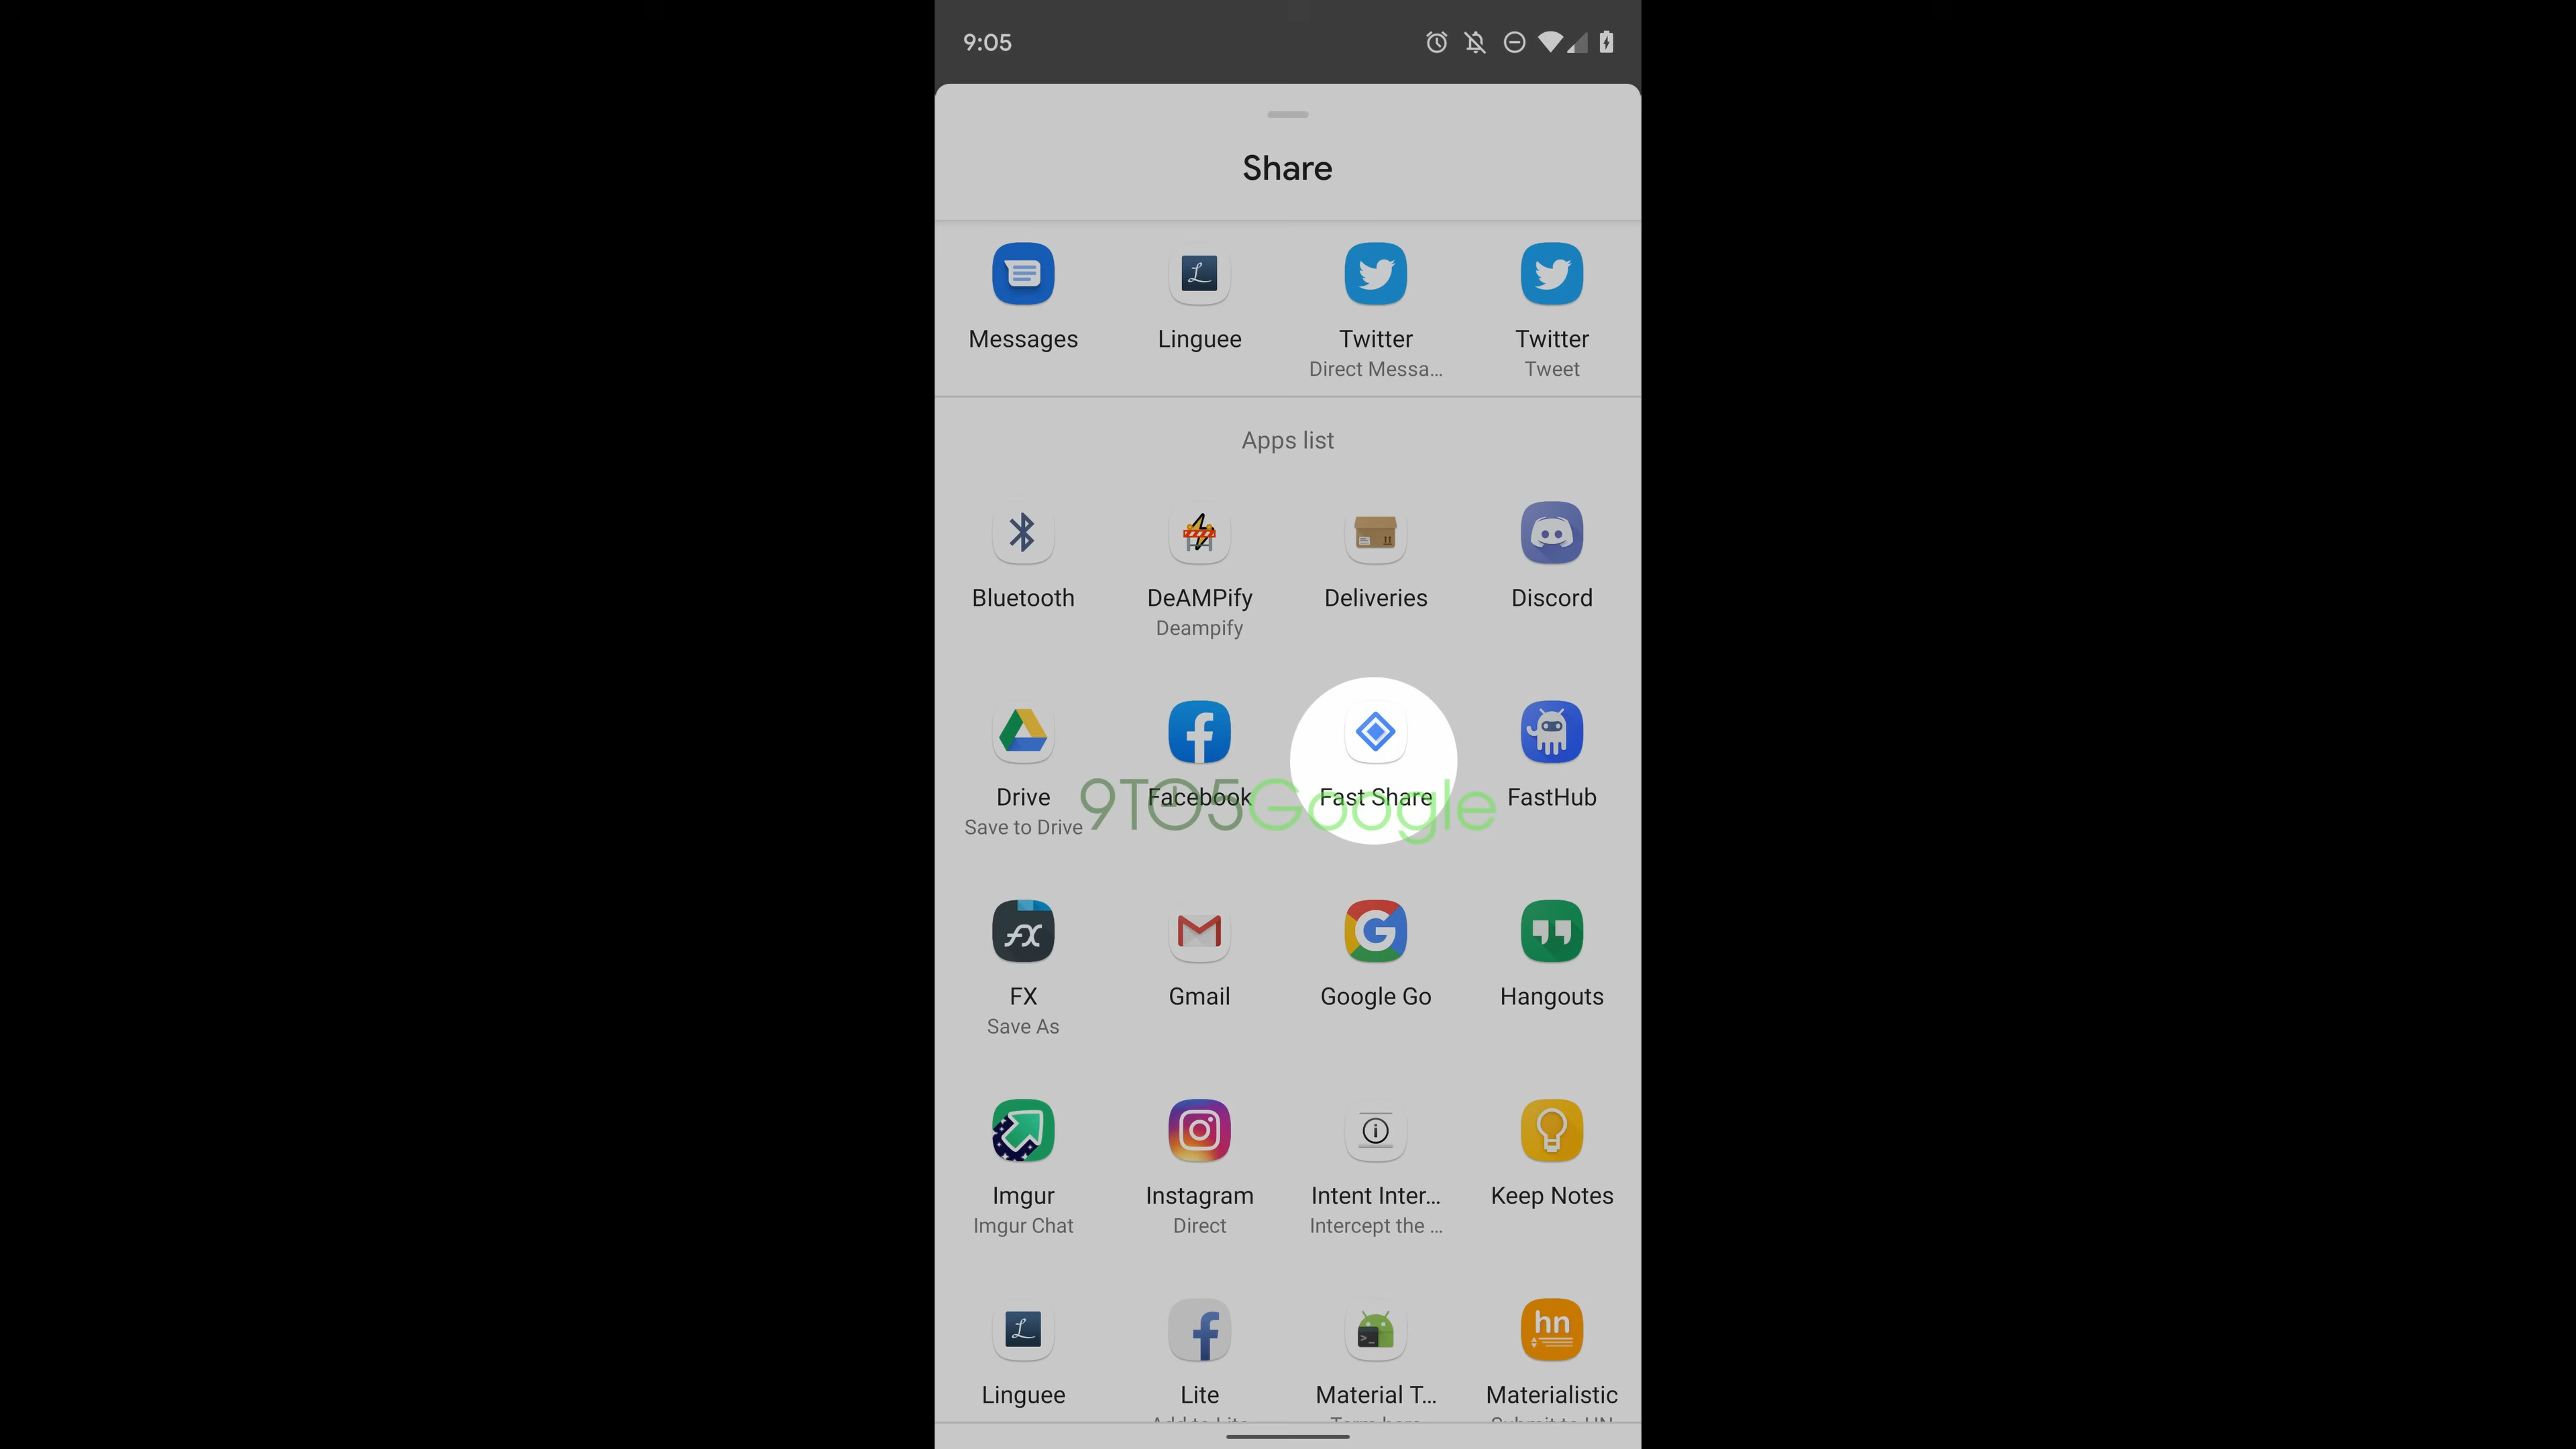 9:05
Share
Messages Linguee Twitter Twitter
Direct Messa... Tweet
Apps list
Bluetooth DeAMPify Deliveries Discord
Deampify
Drive Facebook Fast Share FastHub
Save to Drive
9TO5Google
FX Gmail Google Go Hangouts
Save As
Imgur Instagram Intent Inter... Keep Notes
Imgur Chat Direct Intercept the ...
hn
Linguee Lite Material T... Materialistic